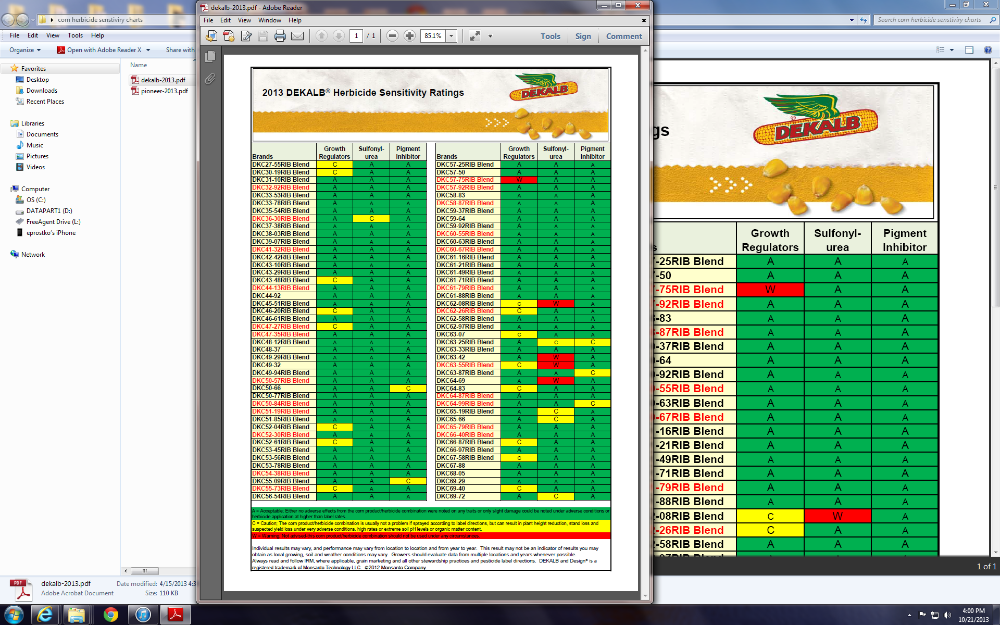 dekalb-2013.pdf - Adobe Reader
File Edit View Window Help
1 / 1 85.1% Tools Sign Comment
corn herbicide senstiviry charts
Search corn herbicide senstiviry charts
File Edit View Tools Help
Organize Open with Adobe Reader X Share with
Favorites
Desktop
Downloads
Recent Places
Libraries
Documents
Music
Pictures
Videos
Computer
OS (C:)
DATAPART1 (D:)
FreeAgent Drive (L:)
eprostko's iPhone
Network
Name
dekalb-2013.pdf
pioneer-2013.pdf
2013 DEKALB® Herbicide Sensitivity Ratings
DEKALB
Brands Growth Regulators Sulfonyl-urea Pigment Inhibitor
DKC27-55RIB Blend C A A
DKC30-19RIB Blend C A A
DKC31-10RIB Blend A A A
DKC32-92RIB Blend A A A
DKC33-53RIB Blend A A A
DKC33-78RIB Blend A A A
DKC35-54RIB Blend A A A
DKC36-30RIB Blend A C A
DKC37-38RIB Blend A A A
DKC38-03RIB Blend A A A
DKC39-07RIB Blend A A A
DKC41-32RIB Blend A A A
DKC42-42RIB Blend A A A
DKC43-10RIB Blend A A A
DKC43-29RIB Blend A A A
DKC43-48RIB Blend C A A
DKC44-13RIB Blend A A A
DKC44-92 A A A
DKC45-51RIB Blend A A A
DKC46-20RIB Blend C A A
DKC46-61RIB Blend A A A
DKC47-27RIB Blend C A A
DKC47-35RIB Blend A A A
DKC48-12RIB Blend A A A
DKC48-37 A A A
DKC49-29RIB Blend A A A
DKC49-32 A A A
DKC49-94RIB Blend A A A
DKC50-57RIB Blend A A A
DKC50-66 A A C
DKC50-77RIB Blend A A A
DKC50-84RIB Blend A A A
DKC51-19RIB Blend A A A
DKC51-85RIB Blend A A A
DKC52-04RIB Blend C A A
DKC52-30RIB Blend A A A
DKC52-61RIB Blend C A A
DKC53-45RIB Blend A A A
DKC53-56RIB Blend A A A
DKC53-78RIB Blend A A A
DKC54-38RIB Blend A A A
DKC55-09RIB Blend A A C
DKC55-73RIB Blend C A A
DKC56-54RIB Blend A A A
Brands Growth Regulators Sulfonyl-urea Pigment Inhibitor
DKC57-25RIB Blend A A A
DKC57-50 A A A
DKC57-75RIB Blend W A A
DKC57-92RIB Blend A A A
DKC58-83 A A A
DKC58-87RIB Blend A A A
DKC59-37RIB Blend A A A
DKC59-64 A A A
DKC59-92RIB Blend A A A
DKC60-55RIB Blend A A A
DKC60-63RIB Blend A A A
DKC60-67RIB Blend A A A
DKC61-16RIB Blend A A A
DKC61-21RIB Blend A A A
DKC61-49RIB Blend A A A
DKC61-71RIB Blend A A A
DKC61-79RIB Blend A A A
DKC61-88RIB Blend A A A
DKC62-08RIB Blend C W A
DKC62-26RIB Blend C A A
DKC62-58RIB Blend A A A
DKC62-97RIB Blend A A A
DKC63-07 C A A
DKC63-25RIB Blend A C C
DKC63-33RIB Blend A A A
DKC63-42 A W A
DKC63-55RIB Blend C W A
DKC63-87RIB Blend A A C
DKC64-69 A W A
DKC64-83 C A A
DKC64-87RIB Blend A A A
DKC64-99RIB Blend A A C
DKC65-19RIB Blend A C A
DKC65-66 A C A
DKC65-79RIB Blend A A A
DKC66-40RIB Blend A A A
DKC66-87RIB Blend C A A
DKC66-97RIB Blend A A A
DKC67-58RIB Blend C A A
DKC67-88 A A A
DKC68-05 A A A
DKC69-29 A A A
DKC69-40 C A A
DKC69-72 A C A
A = Acceptable; Either no adverse effects from the corn product/herbicide combination were noted on any traits or only slight damage could be noted under adverse conditions or
herbicide application at higher than label rates.
C = Caution; The corn product/herbicide combination is usually not a problem if sprayed according to label directions, but can result in plant height reduction, stand loss and
suspected yield loss under very adverse conditions, high rates or extreme soil pH levels or organic matter content.
W = Warning; Not advised-this corn product/herbicide combination should not be used under any circumstances.
Individual results may vary, and performance may vary from location to location and from year to year. This result may not be an indicator of results you may
obtain as local growing, soil and weather conditions may vary. Growers should evaluate data from multiple locations and years whenever possible.
Always read and follow IRM, where applicable, grain marketing and all other stewardship practices and pesticide label directions. DEKALB and Design® is a
registered trademark of Monsanto Technology LLC. ©2012 Monsanto Company.
gs
DEKALB
s Growth Regulators Sulfonyl-urea Pigment Inhibitor
-25RIB Blend A A A
-50 A A A
-75RIB Blend W A A
-92RIB Blend A A A
-83 A A A
-87RIB Blend A A A
-37RIB Blend A A A
-64 A A A
-92RIB Blend A A A
-55RIB Blend A A A
-63RIB Blend A A A
-67RIB Blend A A A
-16RIB Blend A A A
-21RIB Blend A A A
-49RIB Blend A A A
-71RIB Blend A A A
-79RIB Blend A A A
-88RIB Blend A A A
-08RIB Blend C W A
-26RIB Blend C A A
-58RIB Blend A A A
1 of 1
PDF
dekalb-2013.pdf Date modified: 4/15/2013 4:3
Adobe Acrobat Document Size: 110 KB
4:00 PM
10/21/2013